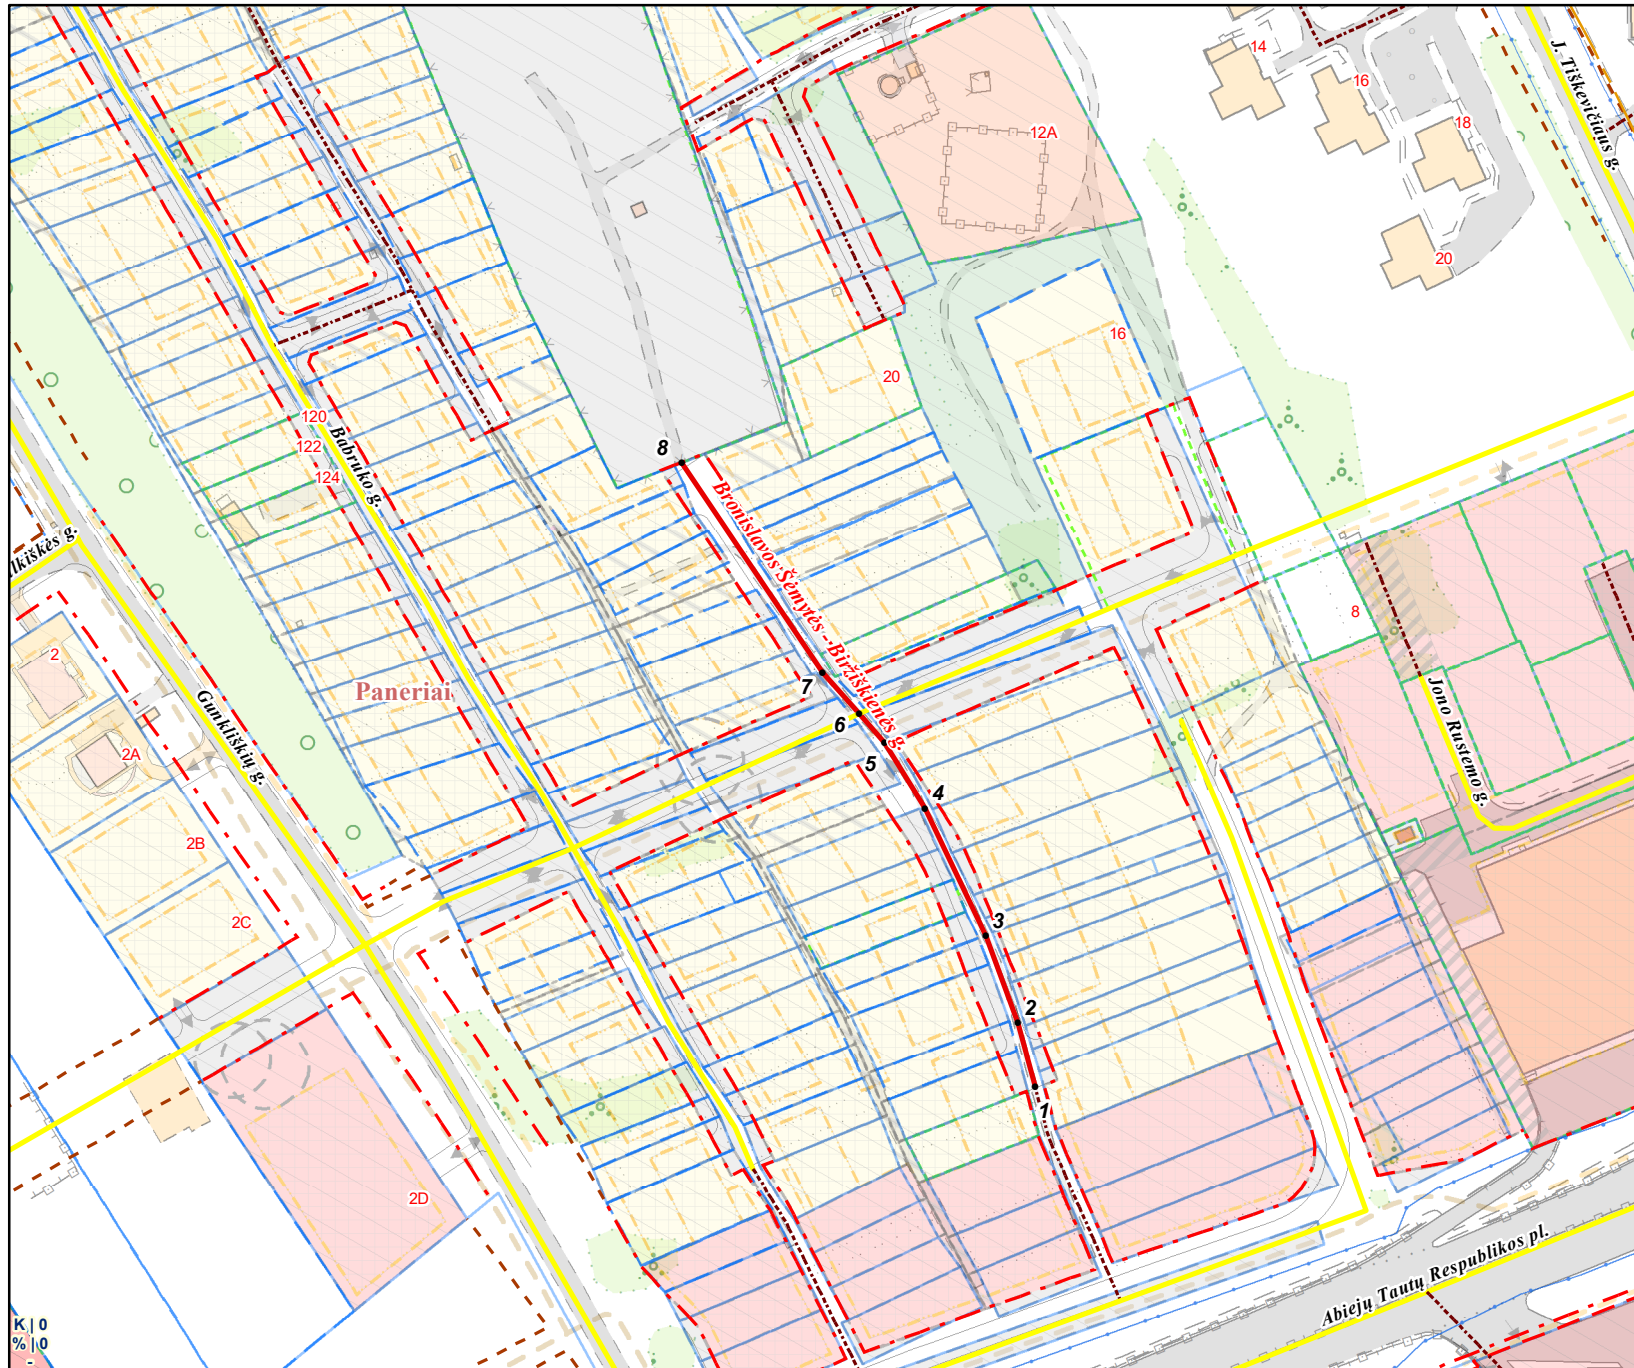 14
16
18
20
12A
J. Tiškevičiaus g.
16
20
120
122
124
Babruko g.
8
Bronislavos Šėmytės - Biržiškienės g.
lkiškės g.
2
Paneriai
Gunkliškių g.
2A
7
6
5
4
8
Jono Rustemo g.
2B
2C
3
2
1
2D
Abiejų Tautų Respublikos pl.
K | 0
% | 0
-